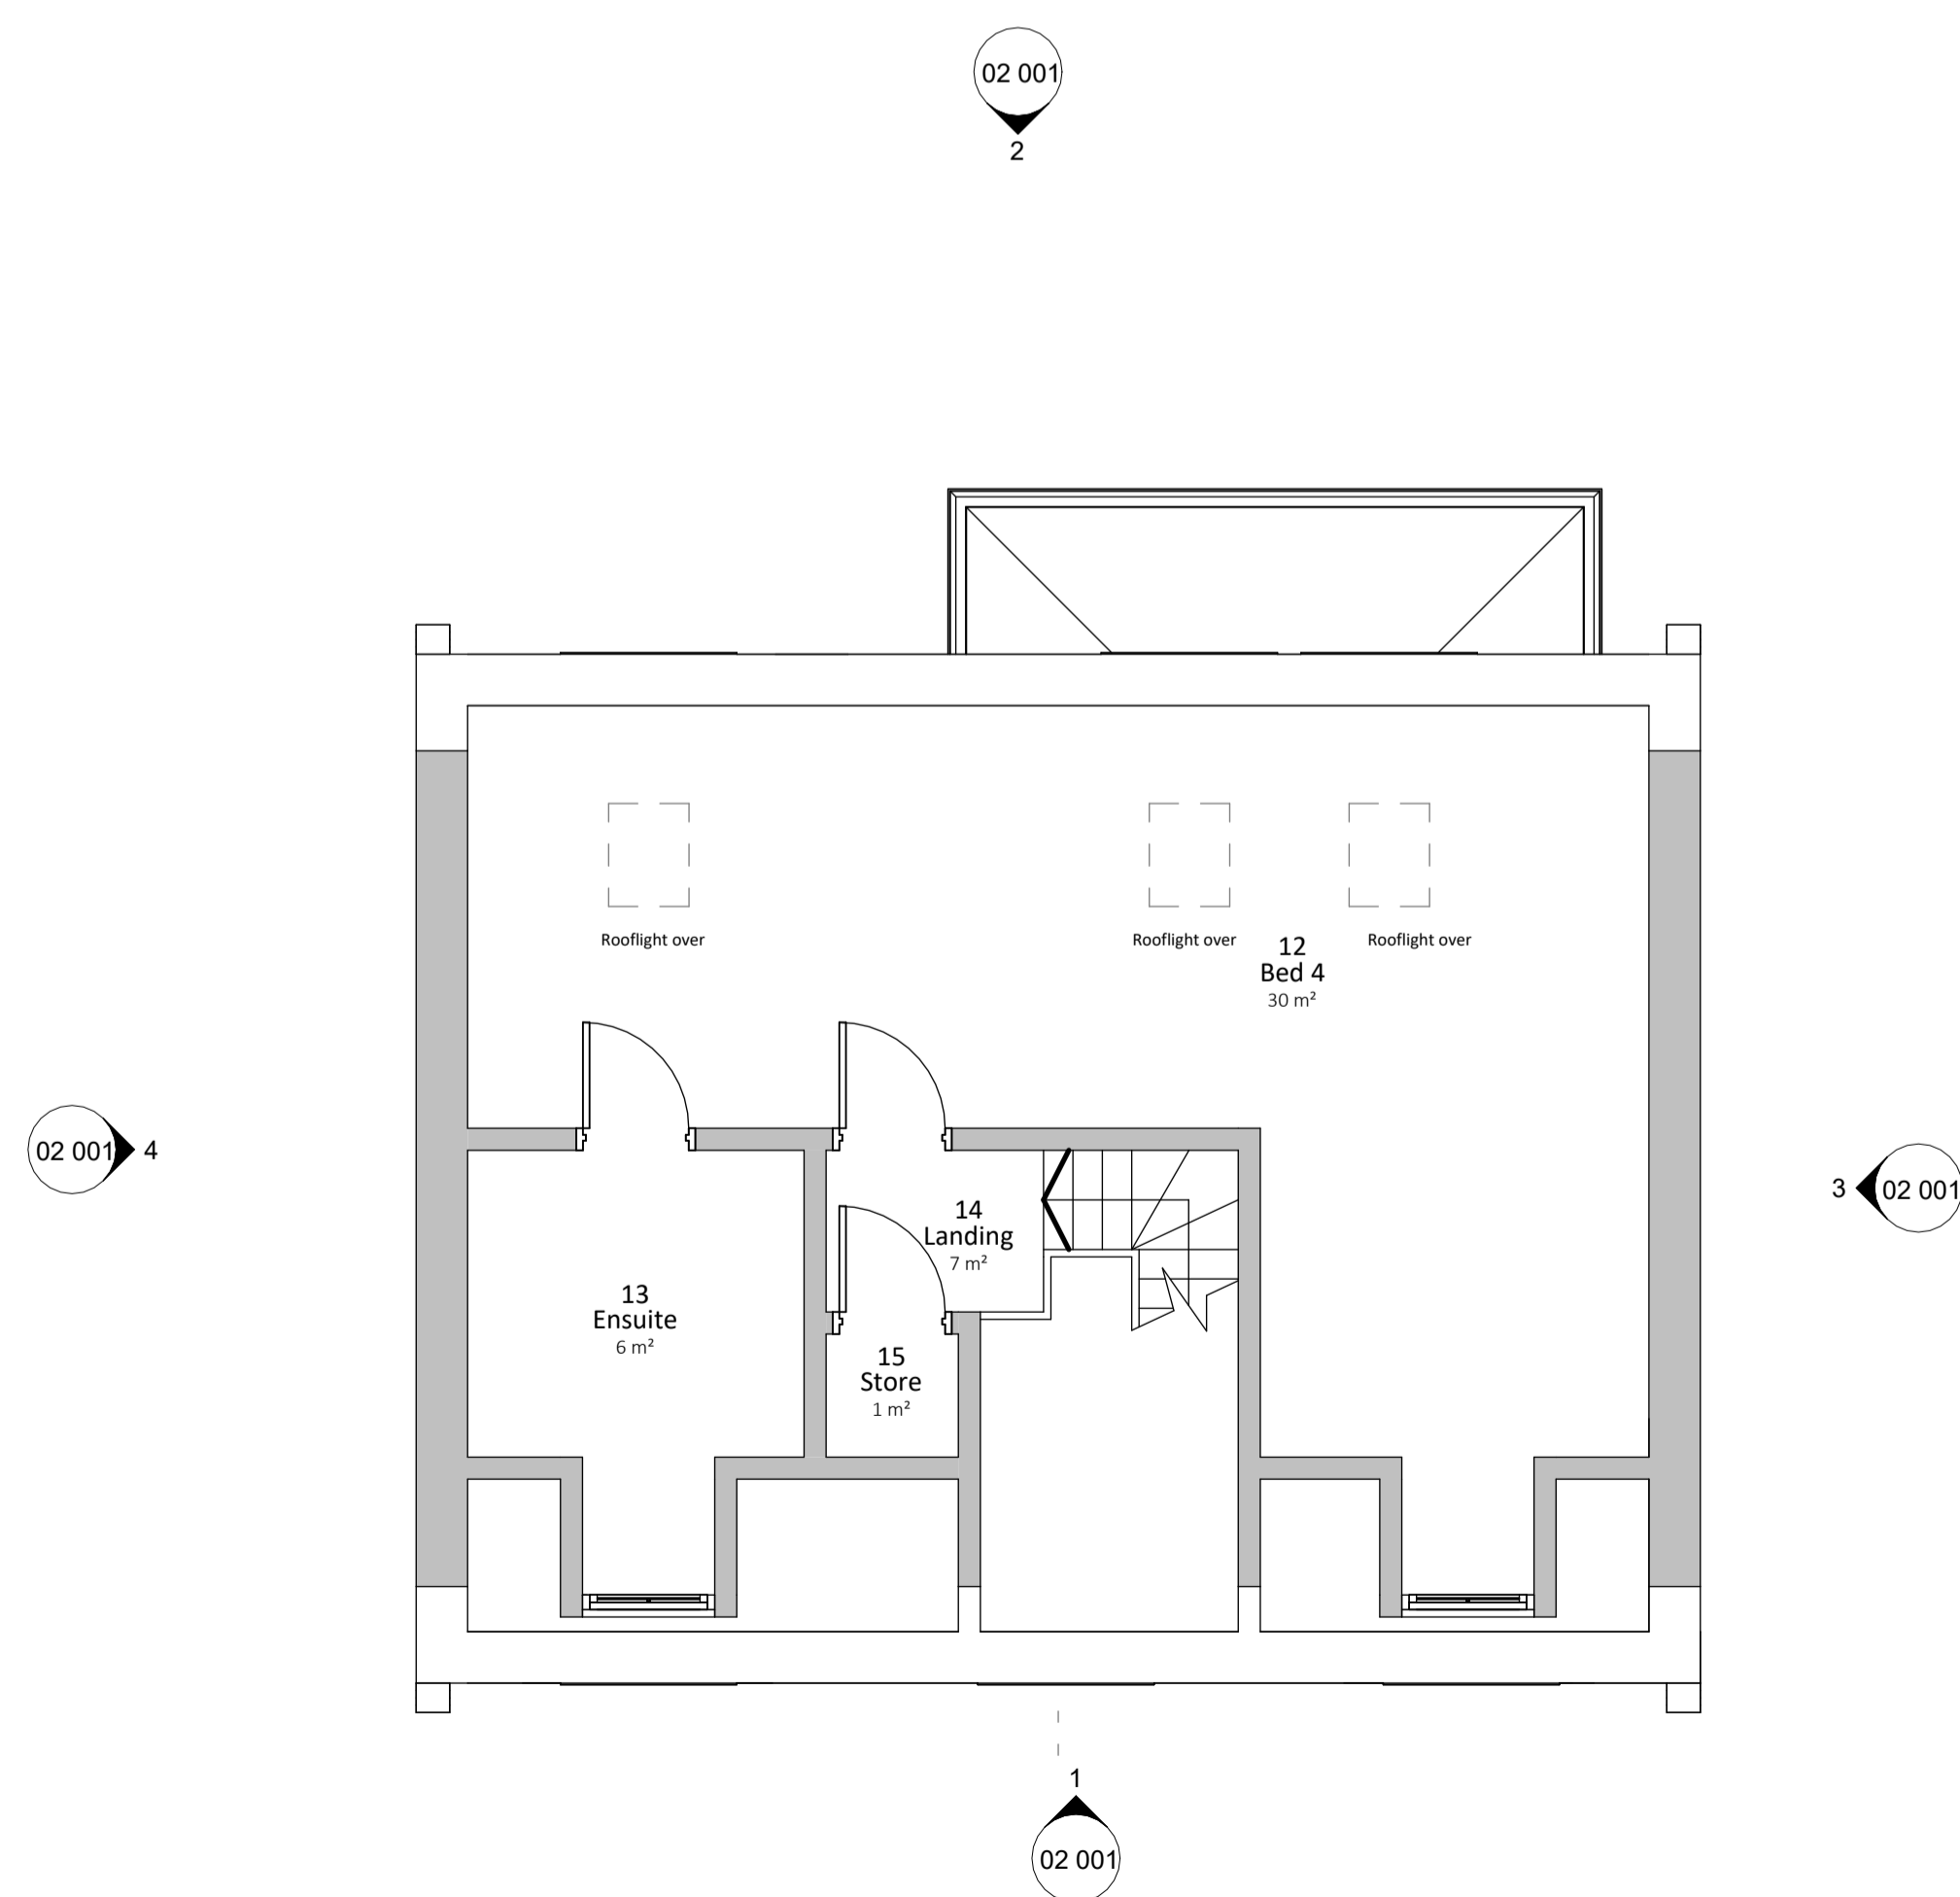 02 001
2
Rooflight over
Rooflight over
Rooflight over
12
Bed 4
30 m²
02 001
4
3
02 001
14
Landing
7 m²
13
Ensuite
6 m²
15
Store
1 m²
1
02 001